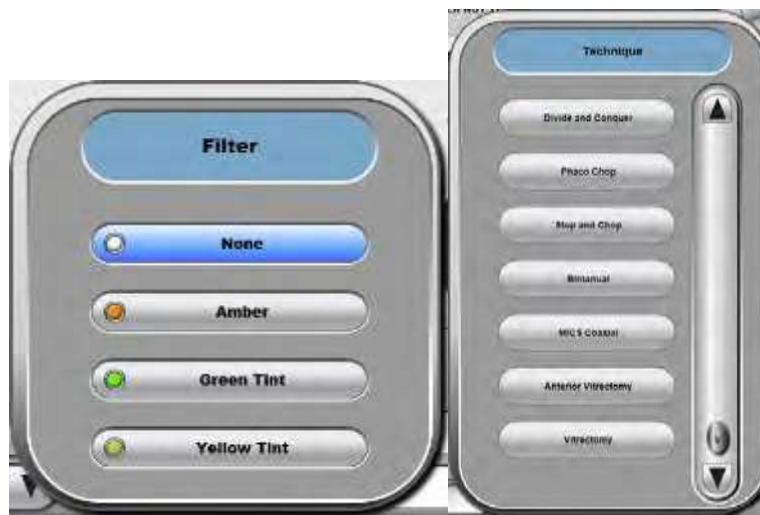 Filter
None
Amber
Green Tint
Yellow Tint
Technique
Divide and Conquer
Phaco Chop
Stop and Chop
Bimanual
MICS Coaxial
Anterior Vitrectomy
Vitrectomy